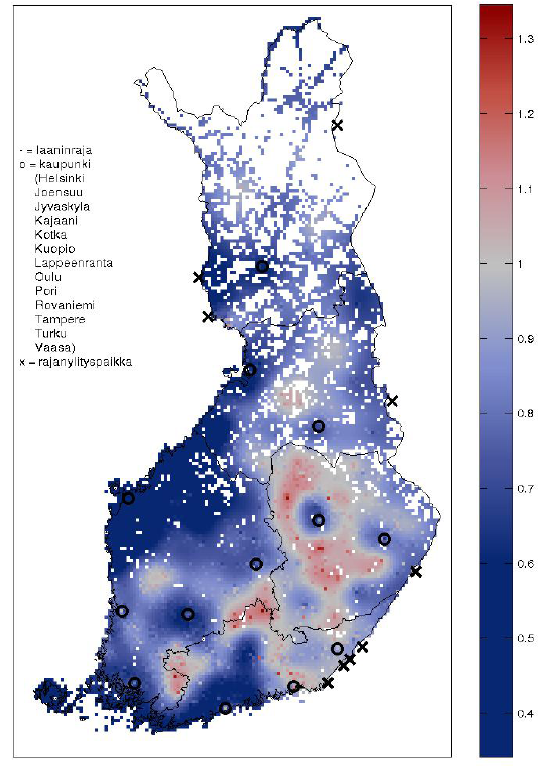 - = laaninraja
o = kaupunki
(Helsinki
Joensuu
Jyvaskyla
Kajaani
Kotka
Kuopio
Lappeenranta
Oulu
Pori
Rovaniemi
Tampere
Turku
Vaasa)
x = rajanylityspaikka
1.3
1.2
1.1
1
0.9
0.8
0.7
0.6
0.5
0.4